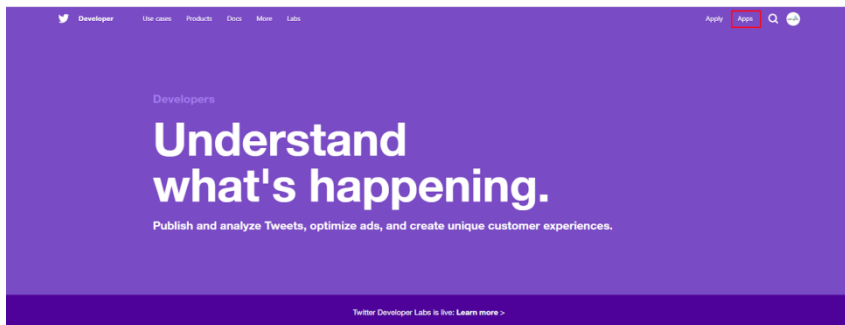 Developer Use cases Products Docs More Labs Apply Apps
Developers
Understand
what's happening.
Publish and analyze Tweets, optimize ads, and create unique customer experiences.
Twitter Developer Labs is live: Learn more >